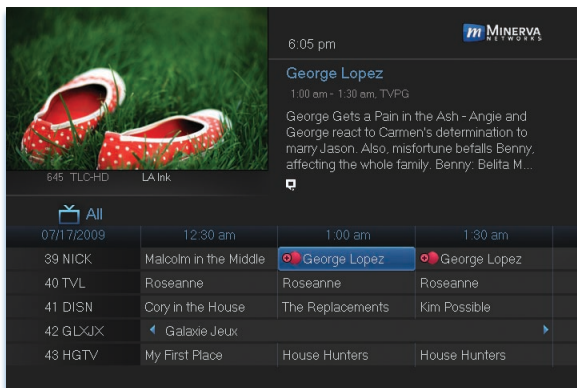 6:05 pm
m MINERVA
NETWORKS
George Lopez
1:00 am - 1:30 am, TVPG
George Gets a Pain in the Ash - Angie and
George react to Carmen's determination to
marry Jason. Also, misfortune befalls Benny,
affecting the whole family. Benny: Belita M...
645 TLC-HD LA Ink
All
07/17/2009 12:30 am 1:00 am 1:30 am
39 NICK Malcolm in the Middle George Lopez George Lopez
40 TVL Roseanne Roseanne Roseanne
41 DISN Cory in the House The Replacements Kim Possible
42 GLXJX Galaxie Jeux
43 HGTV My First Place House Hunters House Hunters